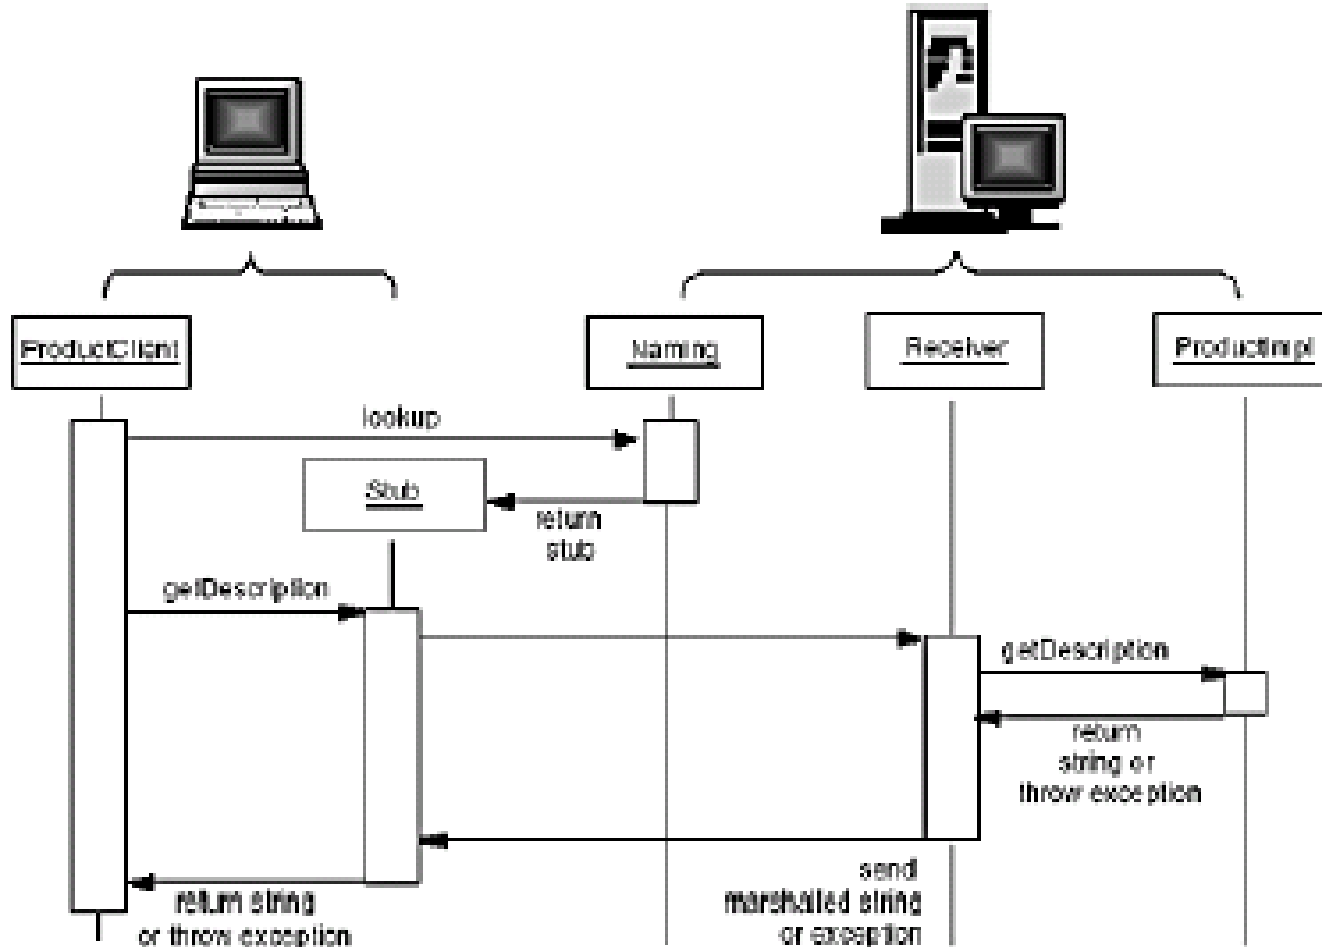 ProductClient
Naming
Receiver
ProductImpl
lookup
Stub
return
stub
getDescription
getDescription
return
string or
throw exception
send
marshalled string
or exception
return string
or throw exception